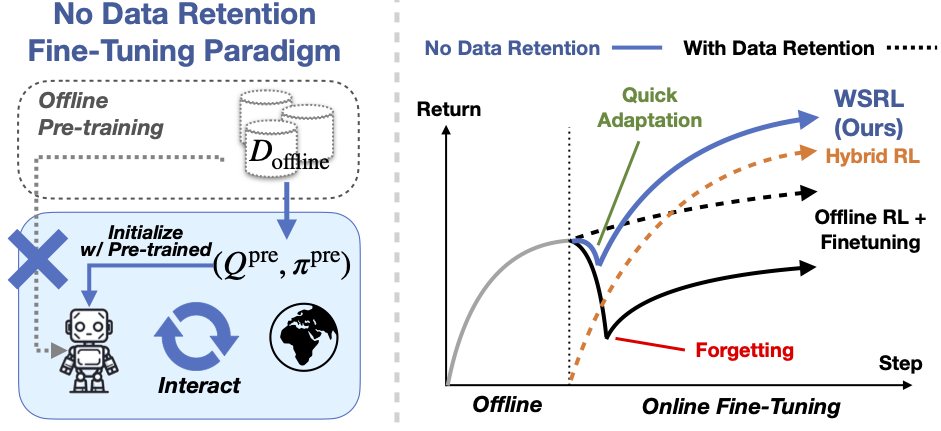 No Data Retention
Fine-Tuning Paradigm
Offline
Pre-training
D_offline
Initialize
w/ Pre-trained
(Q^pre, π^pre)
Interact
No Data Retention
With Data Retention
Return
Quick
Adaptation
WSRL
(Ours)
Hybrid RL
Offline RL +
Finetuning
Forgetting
Step
Offline
Online Fine-Tuning